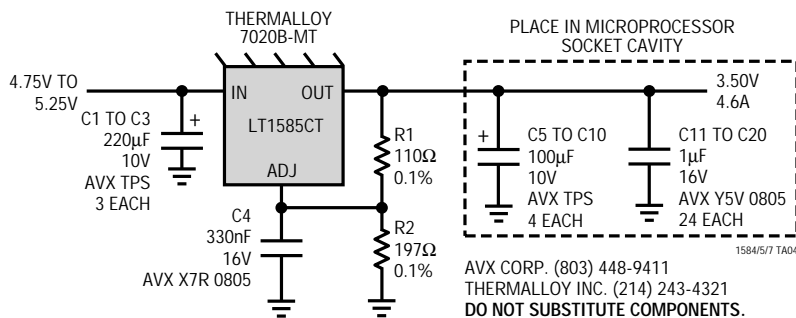 THERMALLOY
7020B-MT
PLACE IN MICROPROCESSOR
SOCKET CAVITY
4.75V TO
5.25V
IN
OUT
LT1585CT
ADJ
3.50V
4.6A
C1 TO C3
220µF
10V
AVX TPS
3 EACH
+
R1
110Ω
0.1%
+
C5 TO C10
100µF
10V
AVX TPS
4 EACH
C11 TO C20
1µF
16V
AVX Y5V 0805
24 EACH
C4
330nF
16V
AVX X7R 0805
R2
197Ω
0.1%
1584/5/7 TA04
AVX CORP. (803) 448-9411
THERMALLOY INC. (214) 243-4321
DO NOT SUBSTITUTE COMPONENTS.